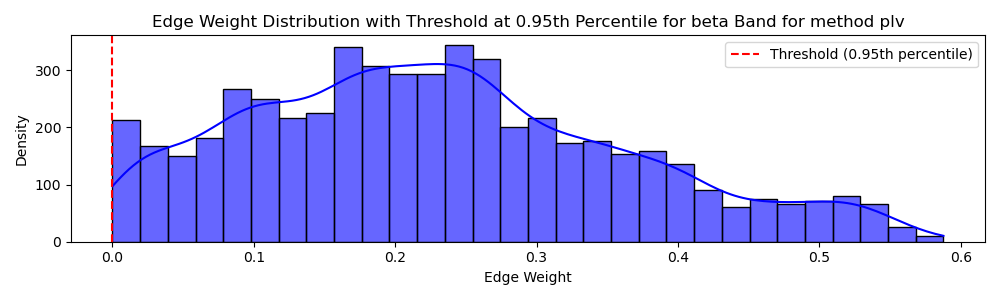 Edge Weight Distribution with Threshold at 0.95th Percentile for beta Band for method plv
Threshold (0.95th percentile)
Density
300
200
100
0
0.0 0.1 0.2 0.3 0.4 0.5 0.6
Edge Weight